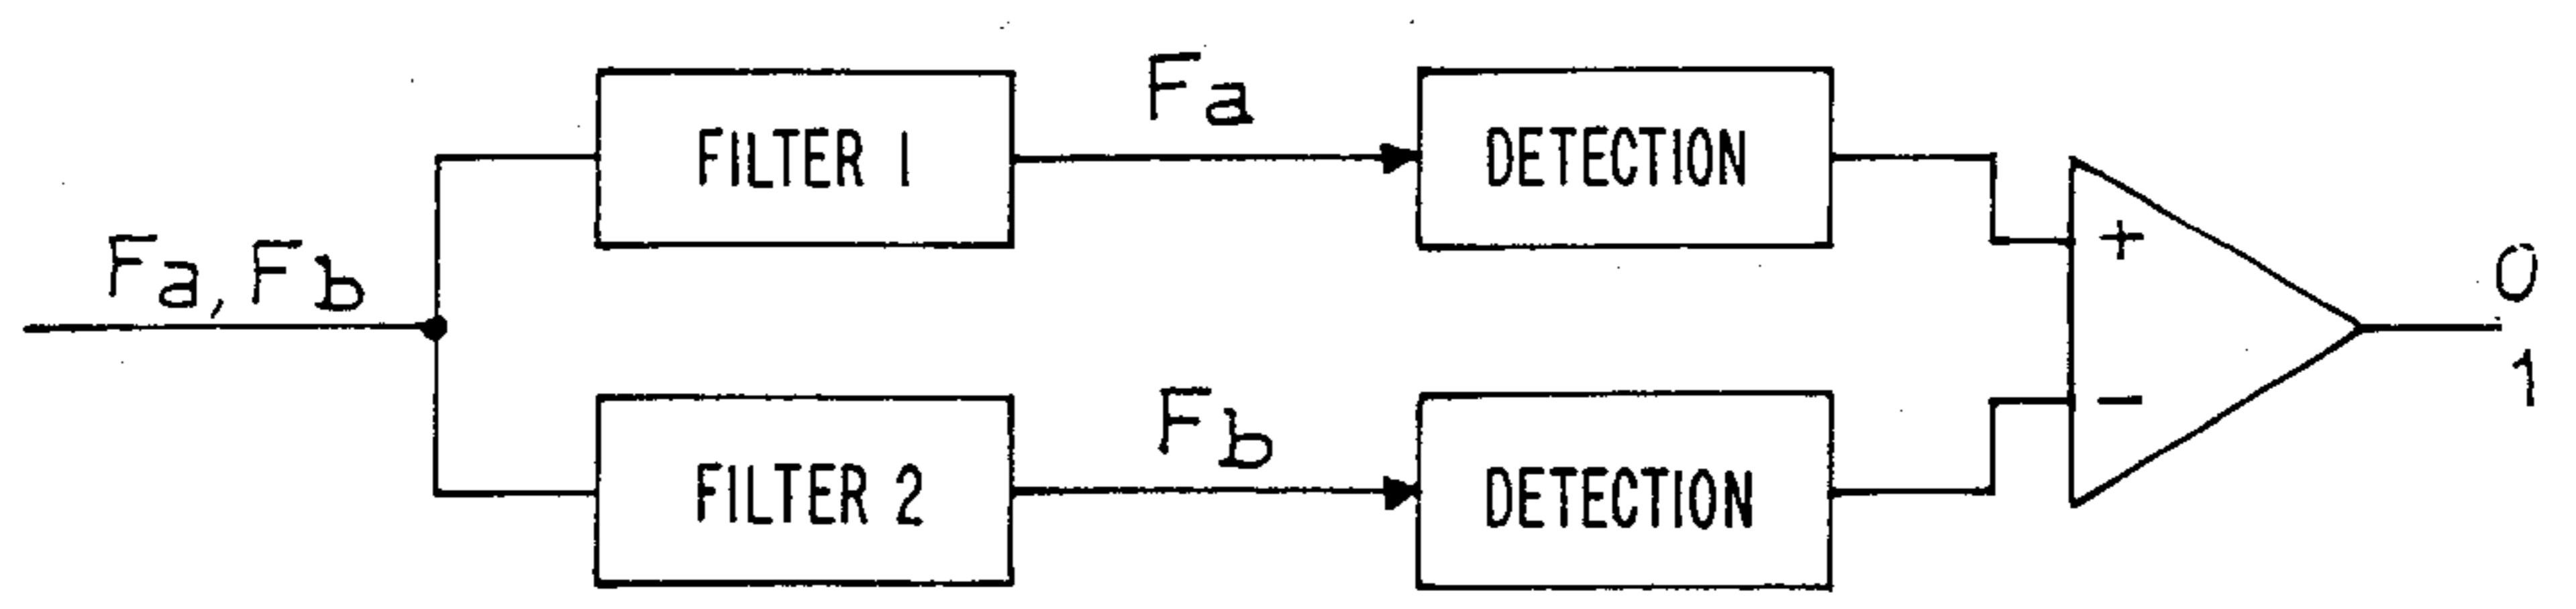 Fa, Fb
FILTER 1
Fa
DETECTION
+
0
1
FILTER 2
Fb
DETECTION
−